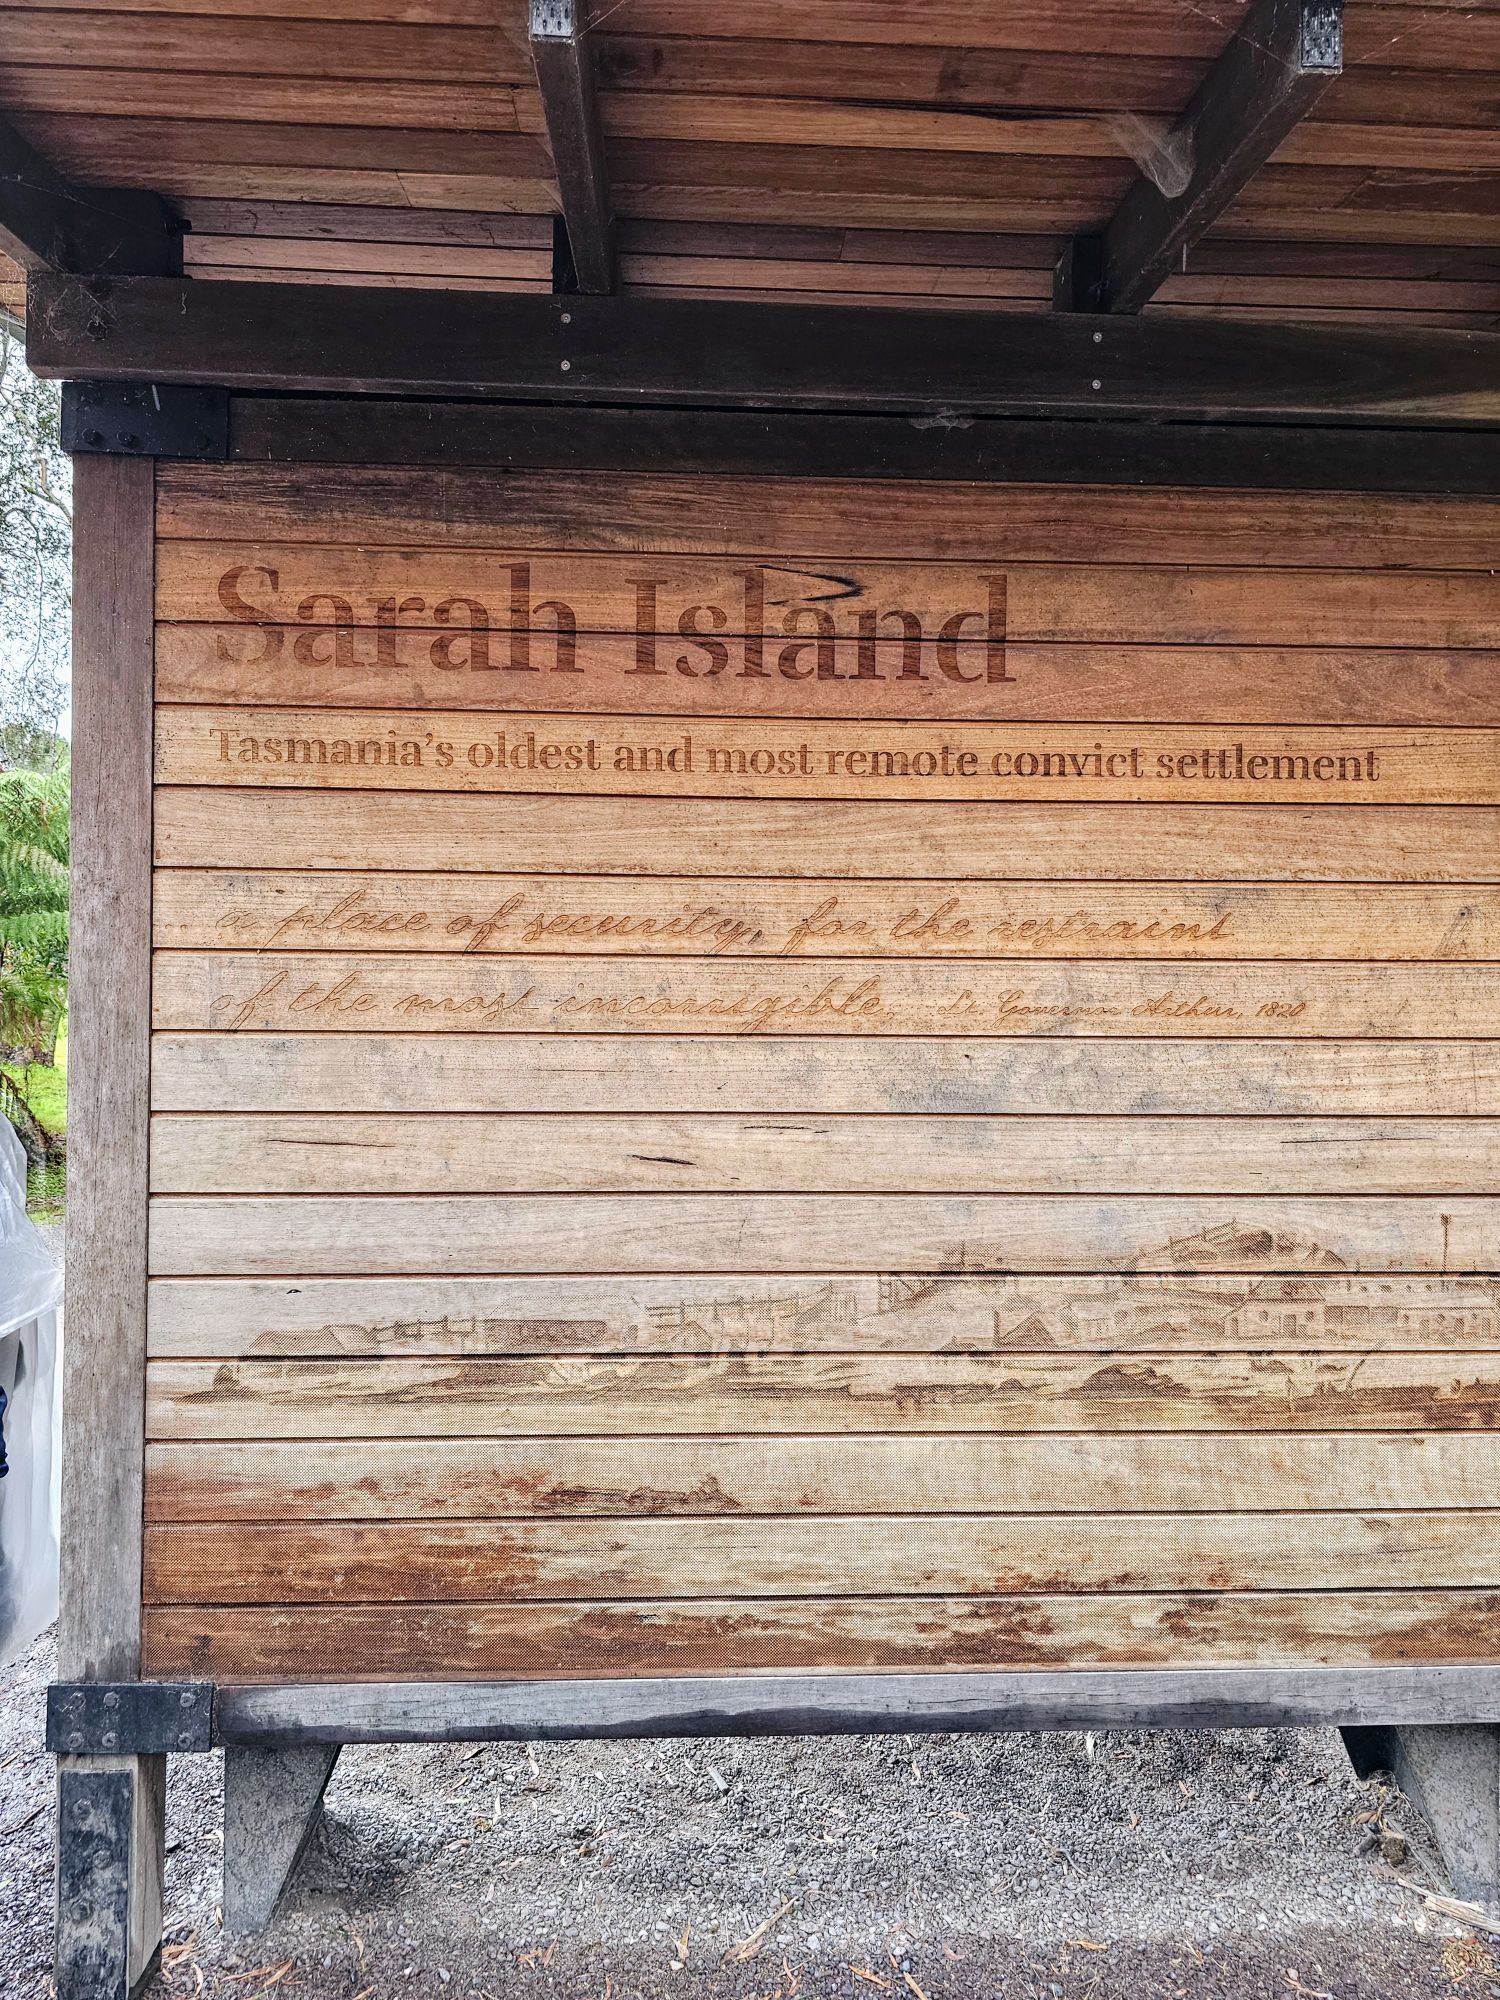 Sarah Island
Tasmania's oldest and most remote convict settlement
... a place of security, for the restraint
of the most incorrigible. Lt. Governor Arthur, 1820